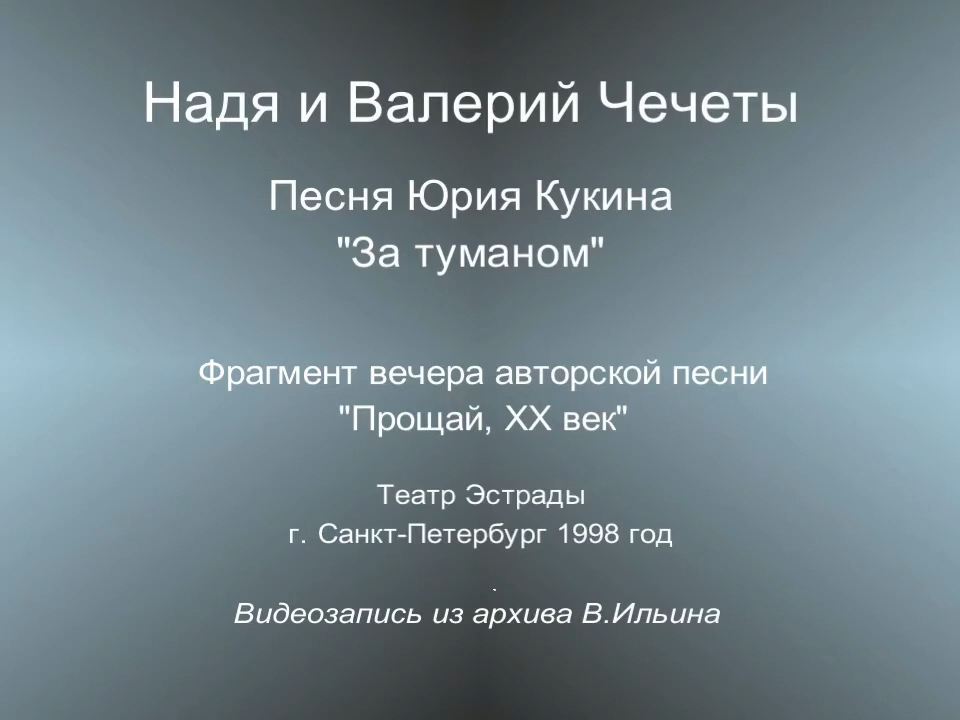 Надя и Валерий Чечеты
Песня Юрия Кукина
"За туманом"
Фрагмент вечера авторской песни
"Прощай, XX век"
Театр Эстрады
г. Санкт-Петербург 1998 год
Видеозапись из архива В.Ильина